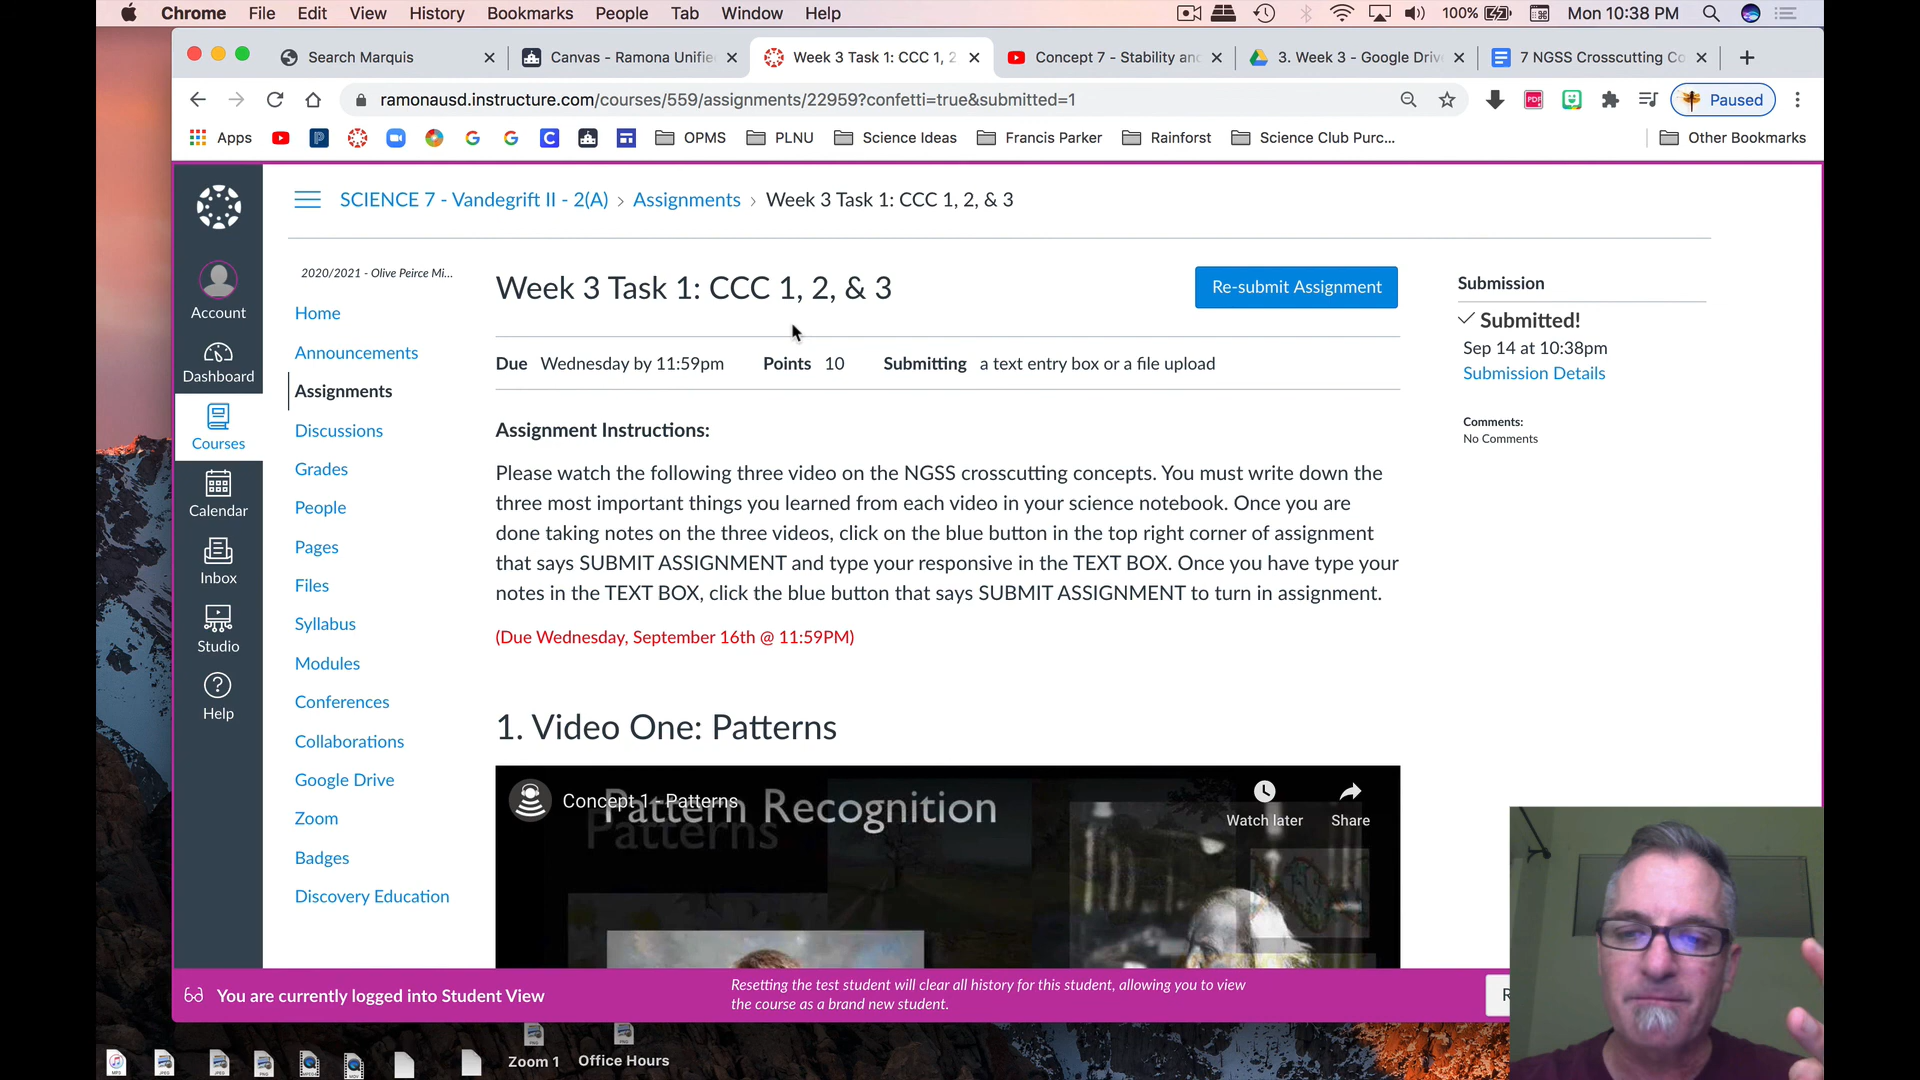 Chrome File Edit View History Bookmarks People Tab Window Help 100% Mon 10:38 PM
Search Marquis Canvas - Ramona Unifie Week 3 Task 1: CCC 1, 2 Concept 7 - Stability an 3. Week 3 - Google Driv 7 NGSS Crosscutting Co
ramonausd.instructure.com/courses/559/assignments/22959?confetti=true&submitted=1 PDF Paused
Apps OPMS PLNU Science Ideas Francis Parker Rainforst Science Club Purc... Other Bookmarks
SCIENCE 7 - Vandegrift II - 2(A) › Assignments › Week 3 Task 1: CCC 1, 2, & 3
Account
Dashboard
Courses
Calendar
Inbox
Studio
Help
2020/2021 - Olive Peirce Mi...
Home
Announcements
Assignments
Discussions
Grades
People
Pages
Files
Syllabus
Modules
Conferences
Collaborations
Google Drive
Zoom
Badges
Discovery Education
Week 3 Task 1: CCC 1, 2, & 3
Re-submit Assignment
Due Wednesday by 11:59pm Points 10 Submitting a text entry box or a file upload
Assignment Instructions:
Please watch the following three video on the NGSS crosscutting concepts. You must write down the
three most important things you learned from each video in your science notebook. Once you are
done taking notes on the three videos, click on the blue button in the top right corner of assignment
that says SUBMIT ASSIGNMENT and type your responsive in the TEXT BOX. Once you have type your
notes in the TEXT BOX, click the blue button that says SUBMIT ASSIGNMENT to turn in assignment.
(Due Wednesday, September 16th @ 11:59PM)
1. Video One: Patterns
Concept 1 - Patterns
Pattern Recognition
Patterns
Watch later
Share
Submission
Submitted!
Sep 14 at 10:38pm
Submission Details
Comments:
No Comments
You are currently logged into Student View
Resetting the test student will clear all history for this student, allowing you to view
the course as a brand new student.
R
Zoom 1
Office Hours